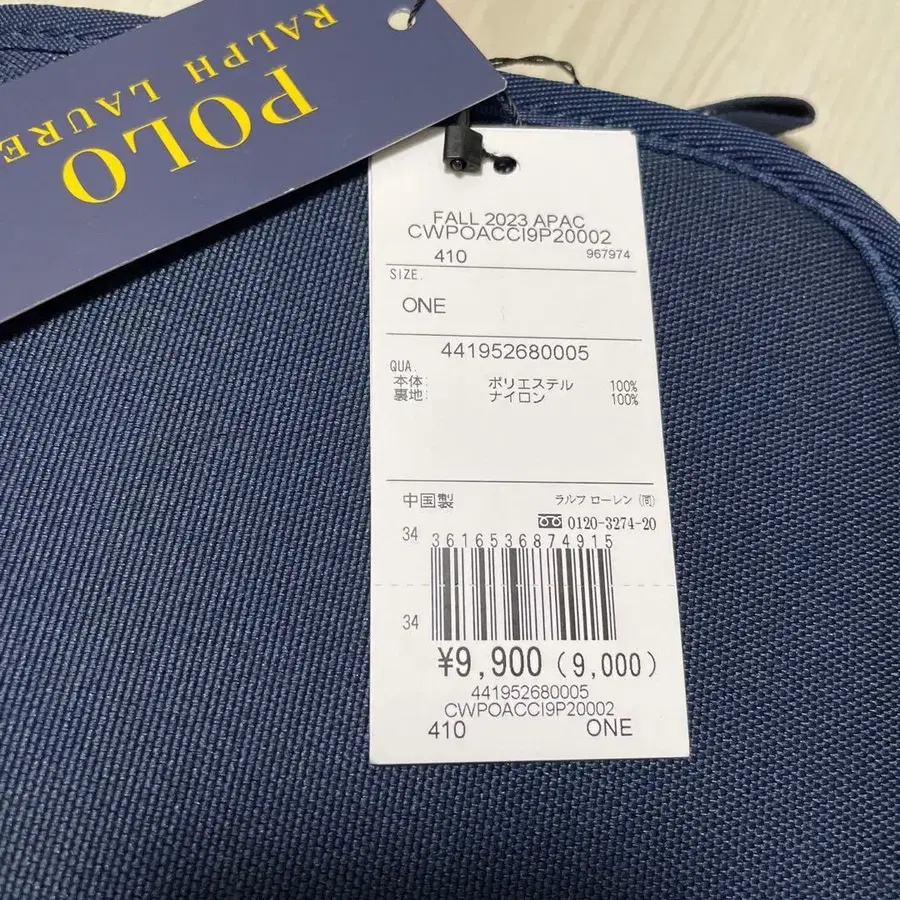 POLO
RALPH LAURE
FALL 2023 APAC
CWPOACCI9P20002
410 967974
SIZE.
ONE
441952680005
QUA.
本体: ポリエステル 100%
裏地: ナイロン 100%
中国製 ラルフ ローレン (同)
0120-3274-20
34 3616536874915
34
¥9,900 (9,000)
441952680005
CWPOACCI9P20002
410 ONE